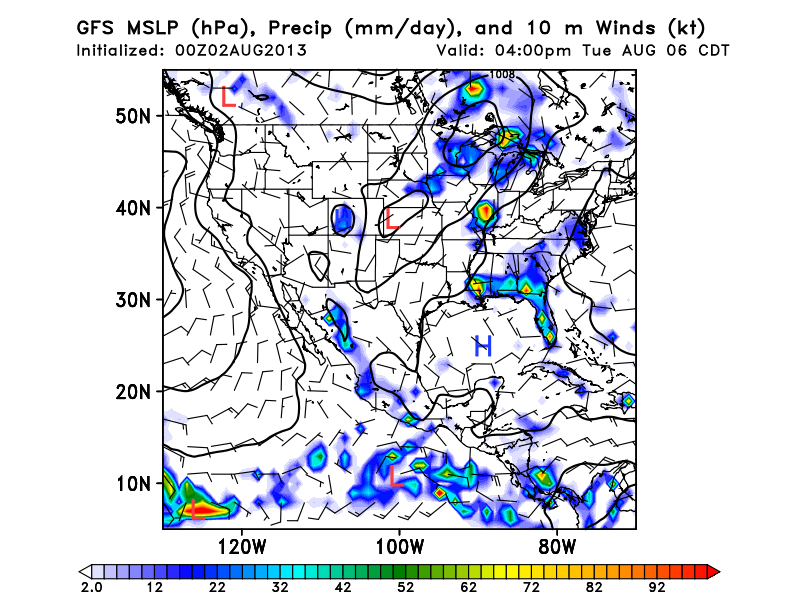 GFS MSLP (hPa), Precip (mm/day), and 10 m Winds (kt)
Initialized: 00Z02AUG2013 Valid: 04:00pm Tue AUG 06 CDT
1008
L
50N
40N
L
30N
H
20N
10N
L
L
120W 100W 80W
2.0 12 22 32 42 52 62 72 82 92